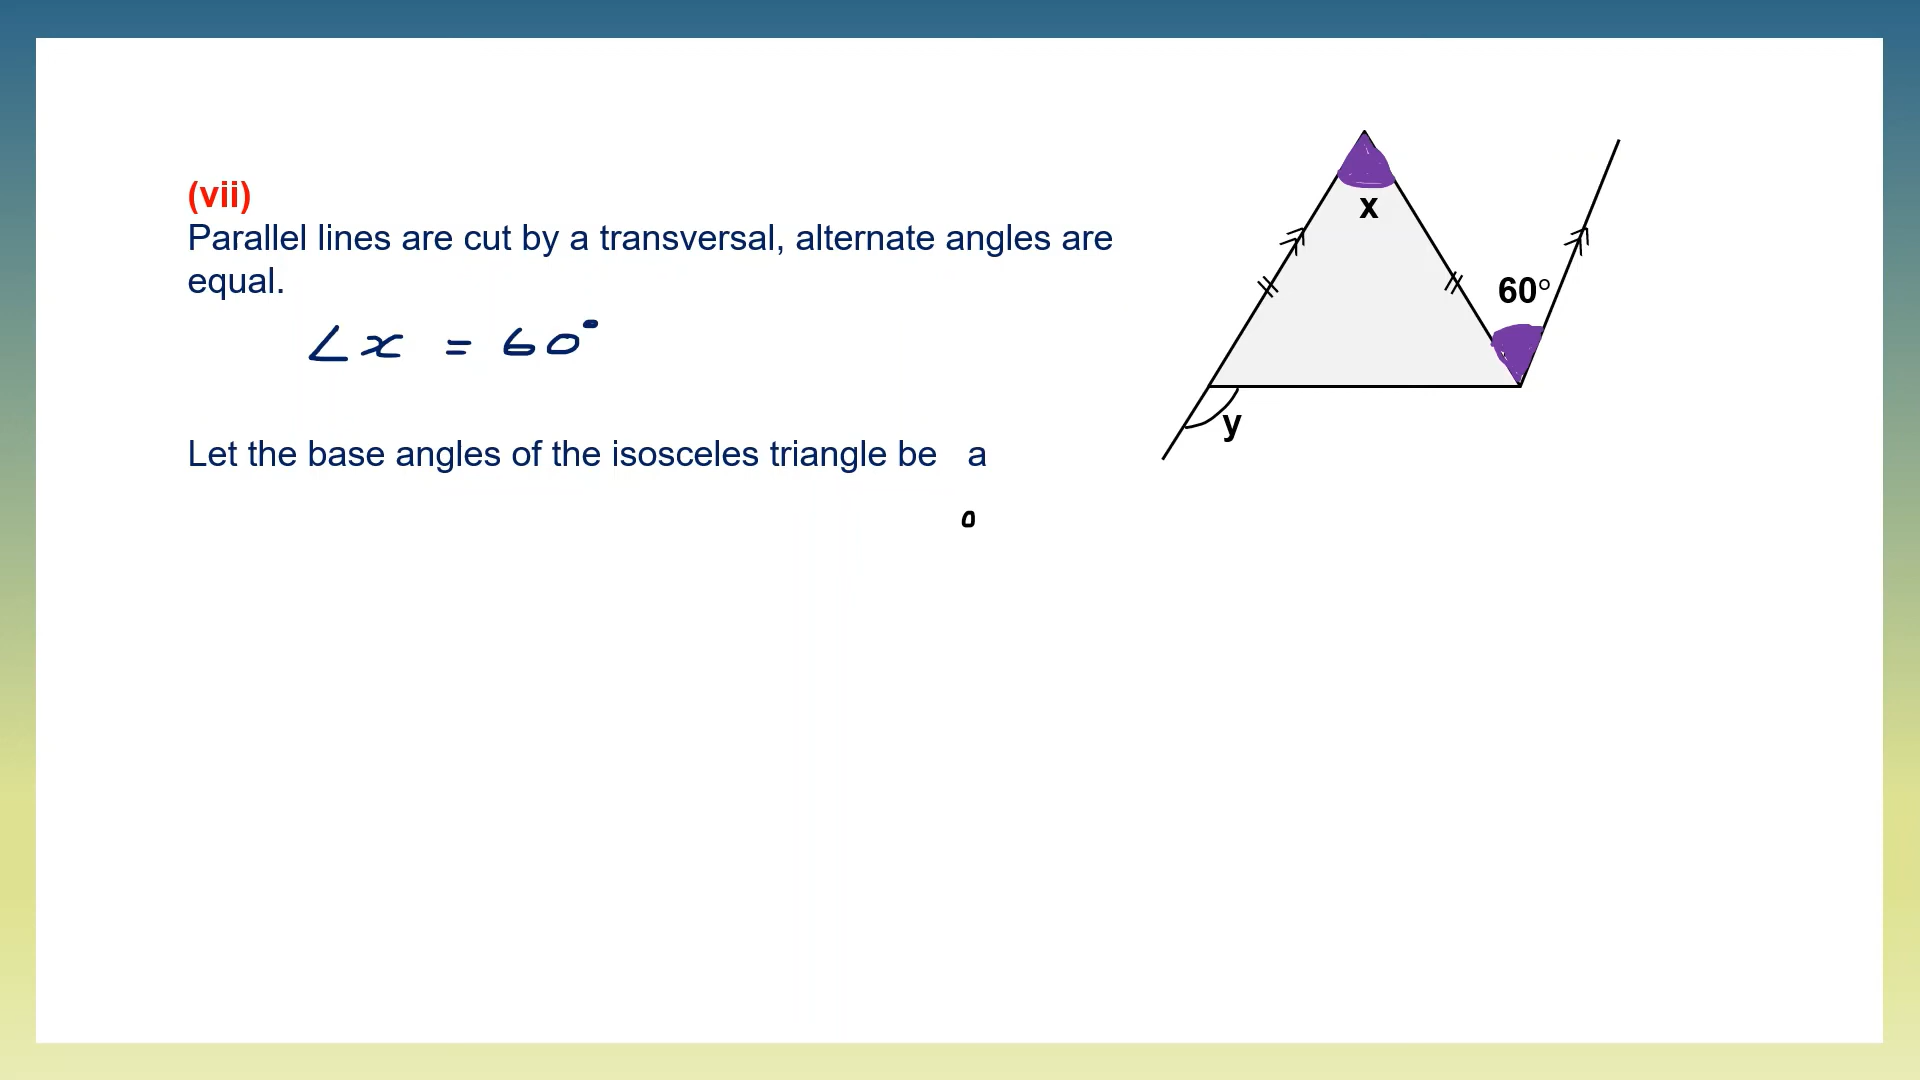 (vii)
Parallel lines are cut by a transversal, alternate angles are
equal.
∠x = 60°
Let the base angles of the isosceles triangle be a
x
60°
y